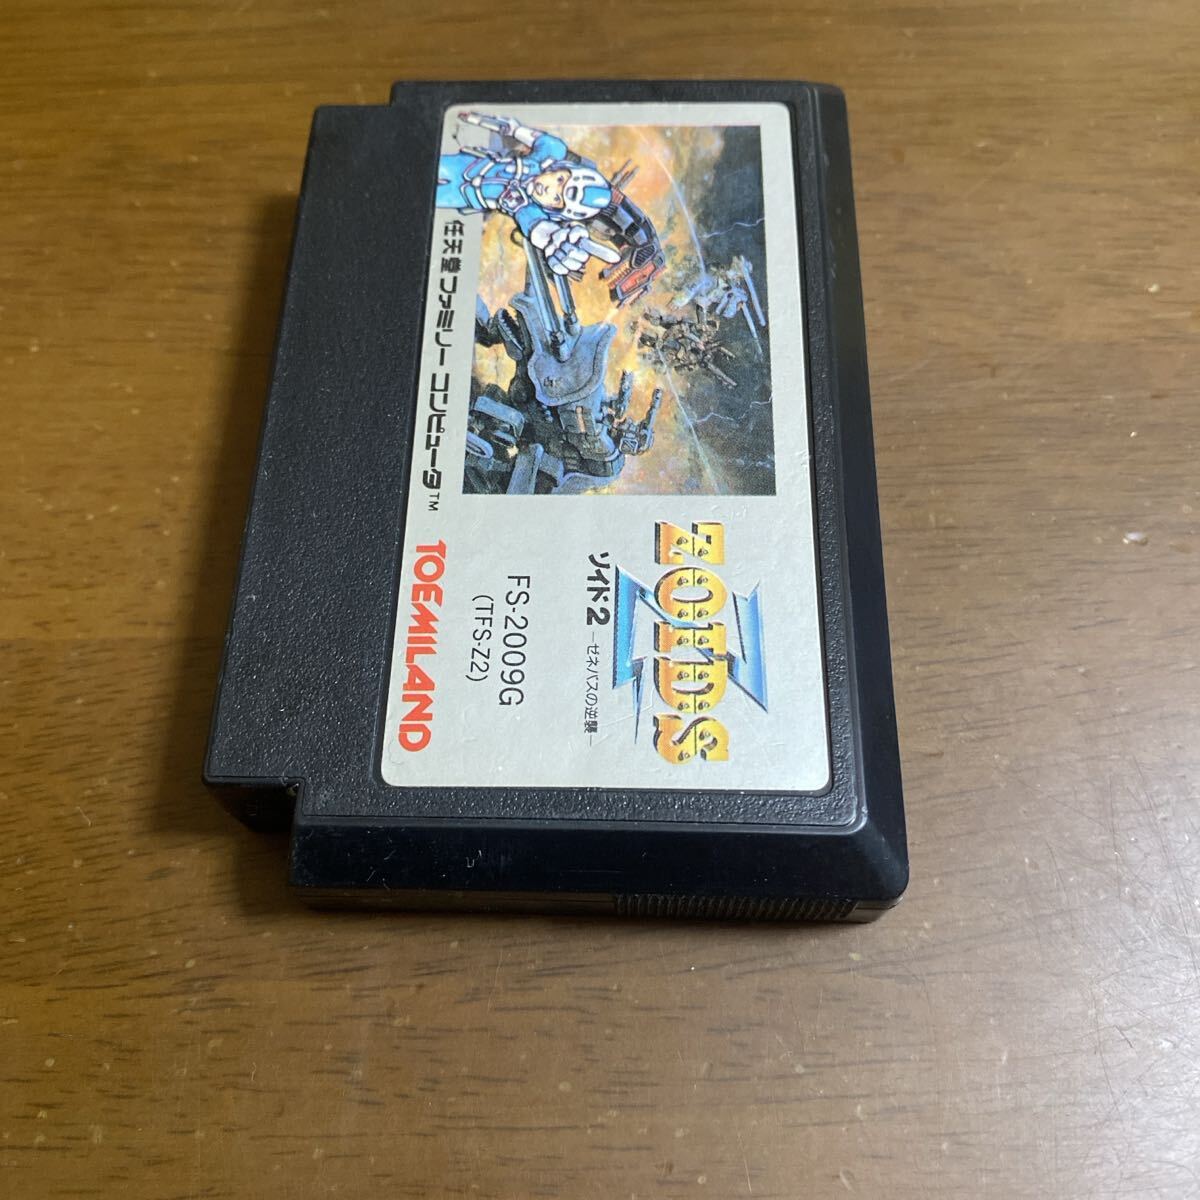 ZOIDS
ソイド2
ーゼネバスの逆襲ー
FS-2009G
(TFS-Z2)
任天堂ファミリーコンピュータ™
TOEMILAND